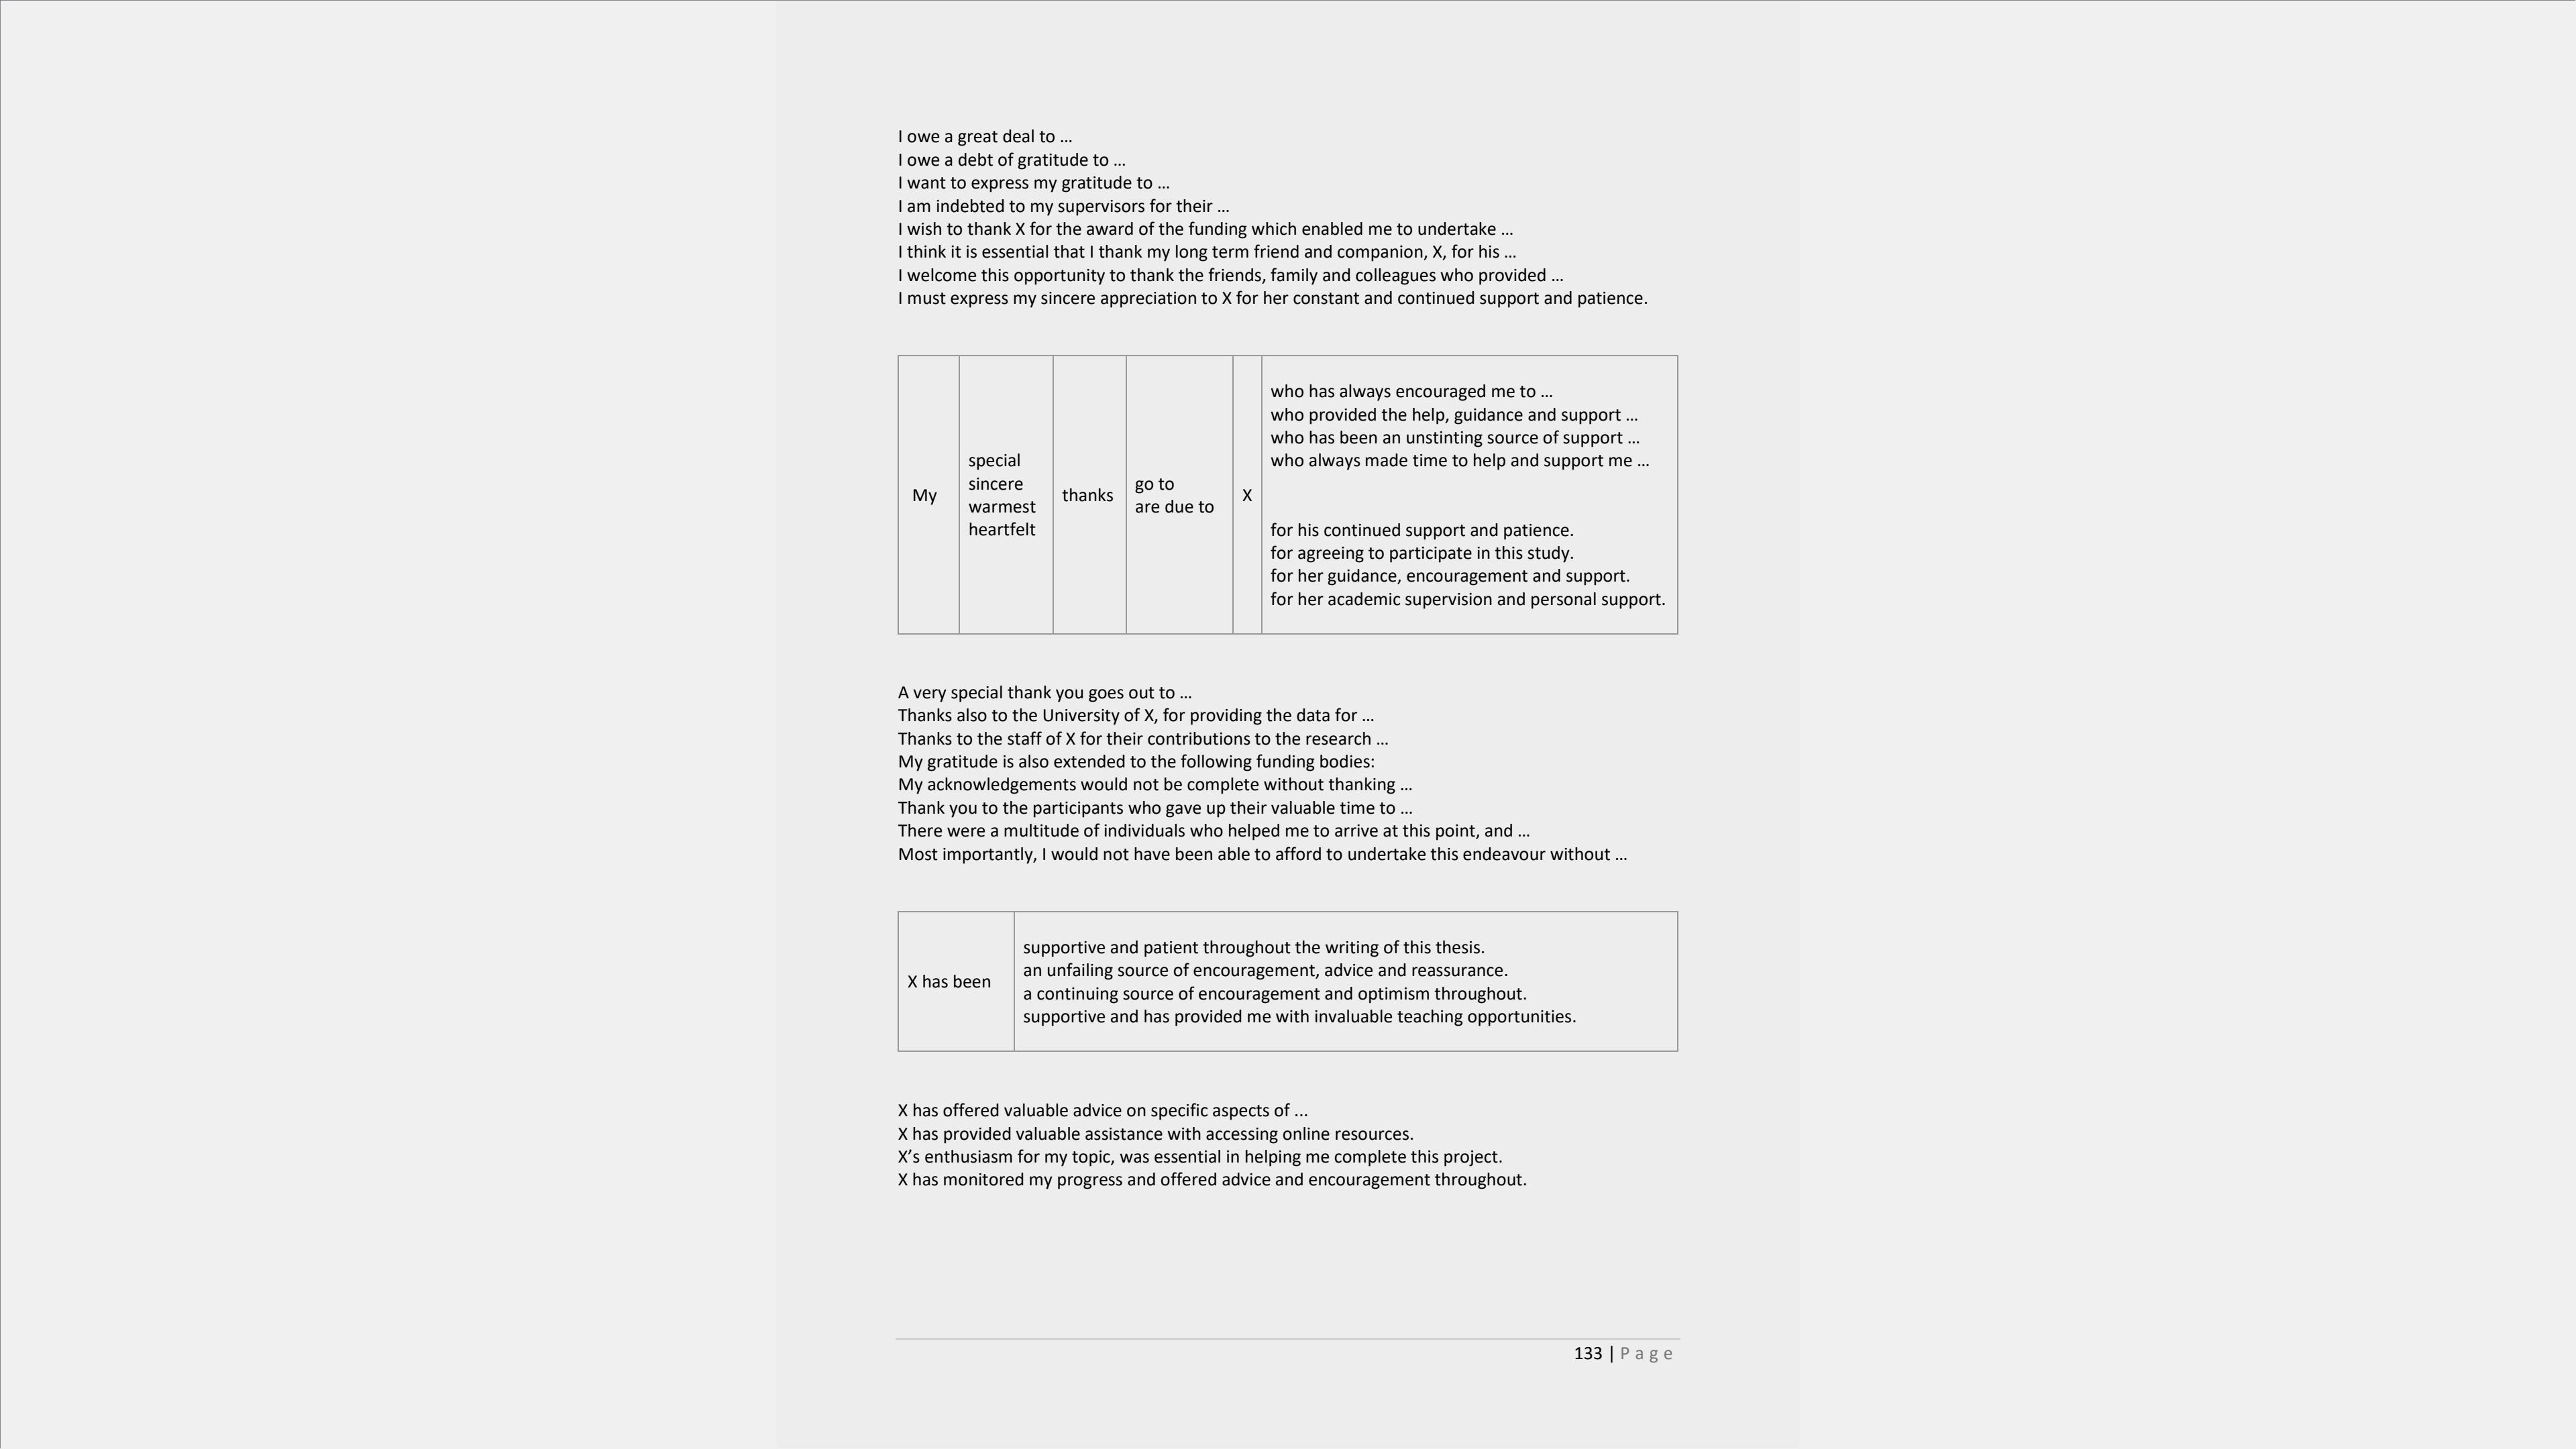 I owe a great deal to …
I owe a debt of gratitude to …
I want to express my gratitude to …
I am indebted to my supervisors for their …
I wish to thank X for the award of the funding which enabled me to undertake …
I think it is essential that I thank my long term friend and companion, X, for his …
I welcome this opportunity to thank the friends, family and colleagues who provided …
I must express my sincere appreciation to X for her constant and continued support and patience.
My
special
sincere
warmest
heartfelt
thanks
go to
are due to
X
who has always encouraged me to …
who provided the help, guidance and support …
who has been an unstinting source of support …
who always made time to help and support me …
for his continued support and patience.
for agreeing to participate in this study.
for her guidance, encouragement and support.
for her academic supervision and personal support.
A very special thank you goes out to …
Thanks also to the University of X, for providing the data for …
Thanks to the staff of X for their contributions to the research …
My gratitude is also extended to the following funding bodies:
My acknowledgements would not be complete without thanking …
Thank you to the participants who gave up their valuable time to …
There were a multitude of individuals who helped me to arrive at this point, and …
Most importantly, I would not have been able to afford to undertake this endeavour without …
X has been
supportive and patient throughout the writing of this thesis.
an unfailing source of encouragement, advice and reassurance.
a continuing source of encouragement and optimism throughout.
supportive and has provided me with invaluable teaching opportunities.
X has offered valuable advice on specific aspects of ...
X has provided valuable assistance with accessing online resources.
X’s enthusiasm for my topic, was essential in helping me complete this project.
X has monitored my progress and offered advice and encouragement throughout.
133 | Page